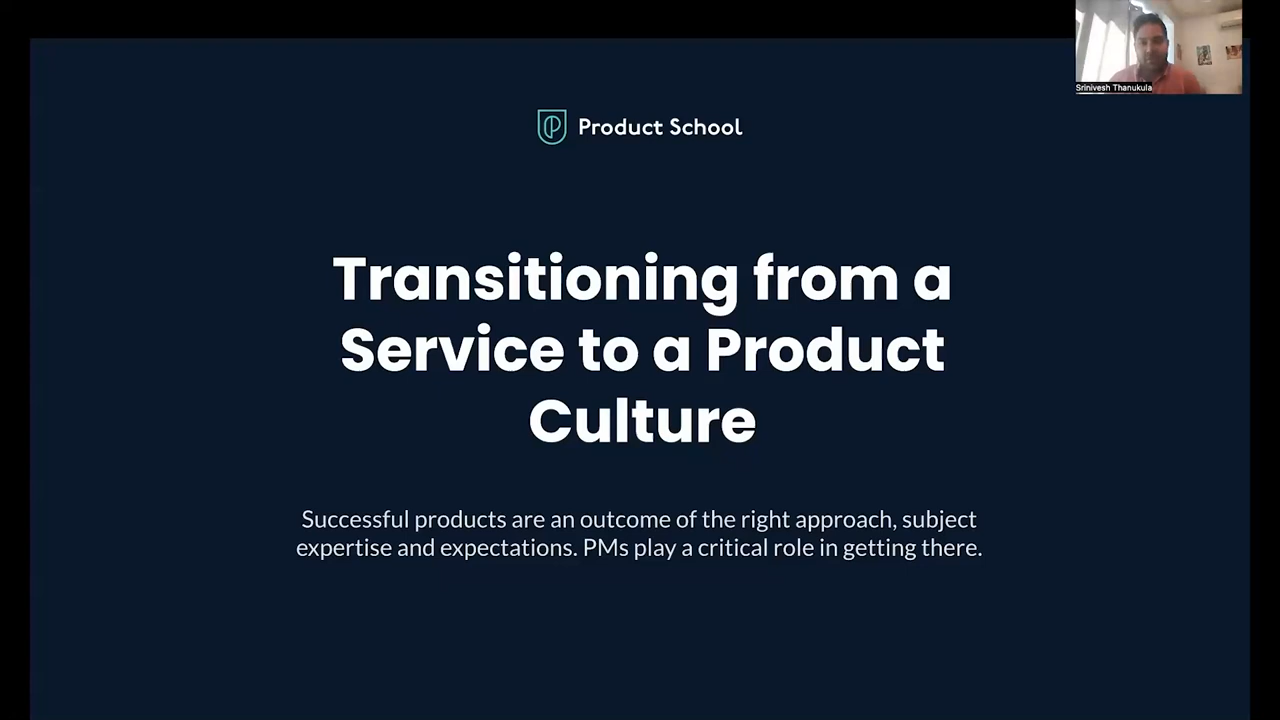 Srinivesh Thanukula
Product School
Transitioning from a
Service to a Product
Culture
Successful products are an outcome of the right approach, subject
expertise and expectations. PMs play a critical role in getting there.